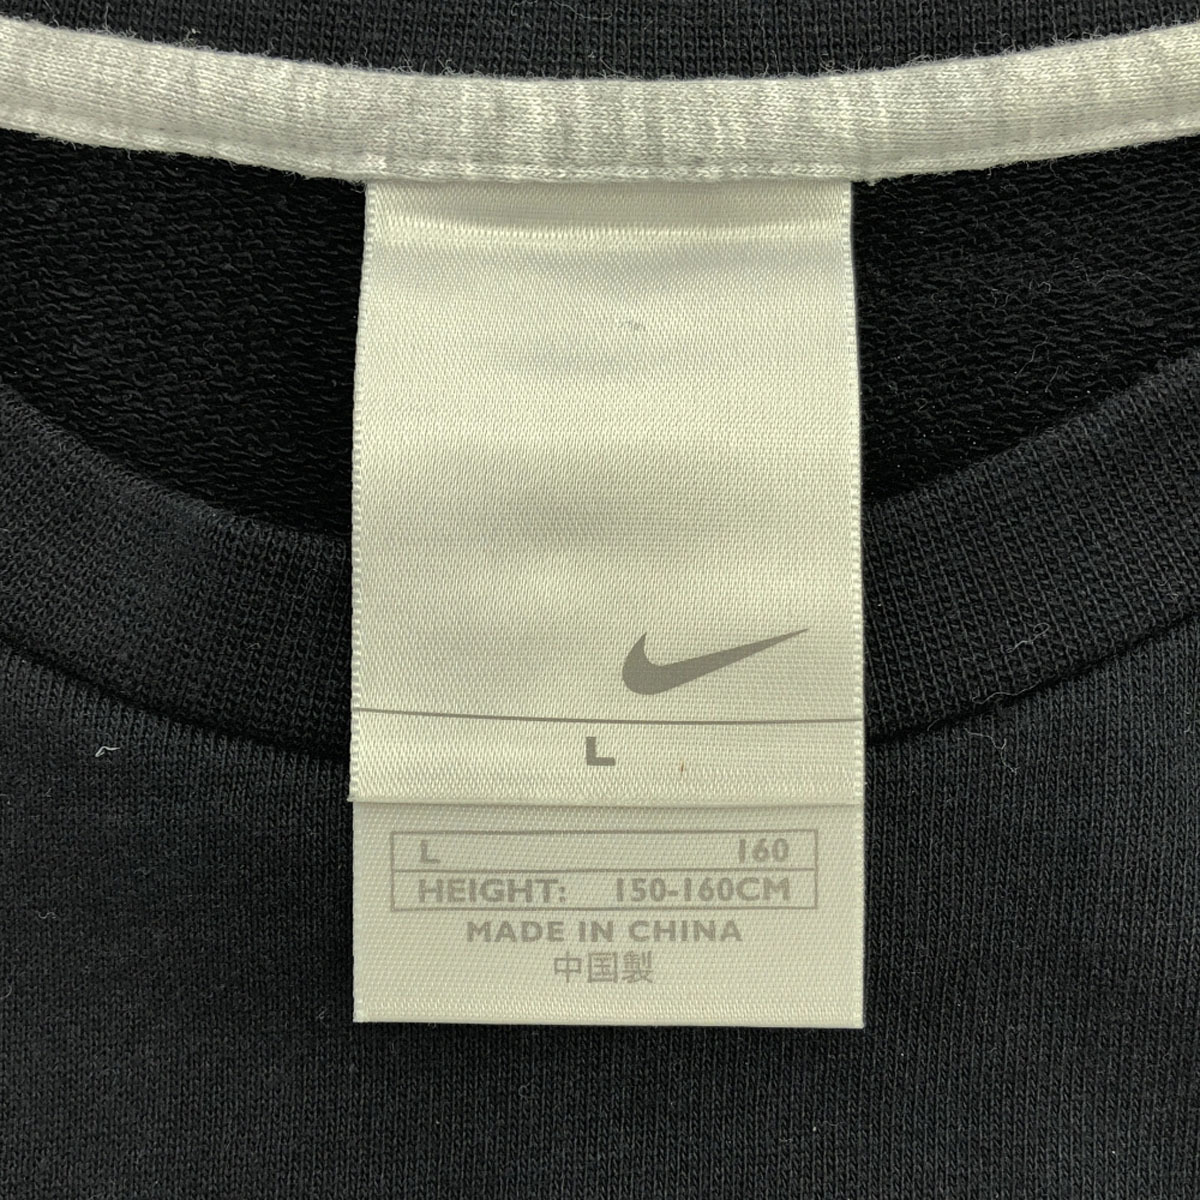 L
L 160
HEIGHT: 150-160CM
MADE IN CHINA
中国製